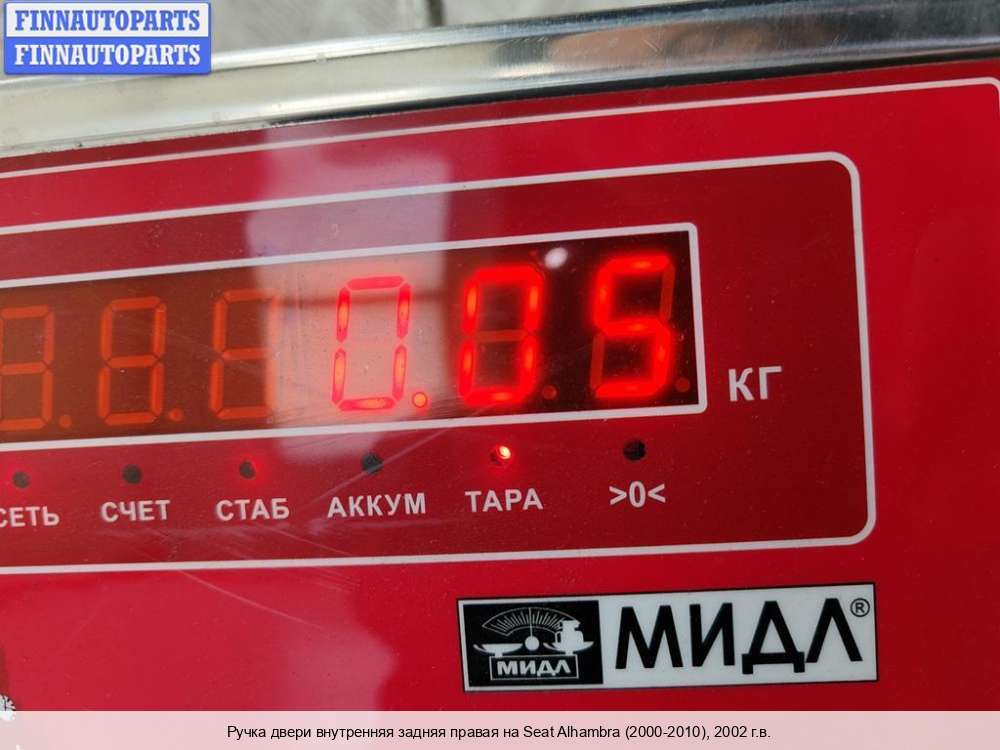 FINNAUTOPARTS
FINNAUTOPARTS
0.05
КГ
СЕТЬ СЧЕТ СТАБ АККУМ ТАРА >0<
МИДЛ МИДЛ®
Ручка двери внутренняя задняя правая на Seat Alhambra (2000-2010), 2002 г.в.